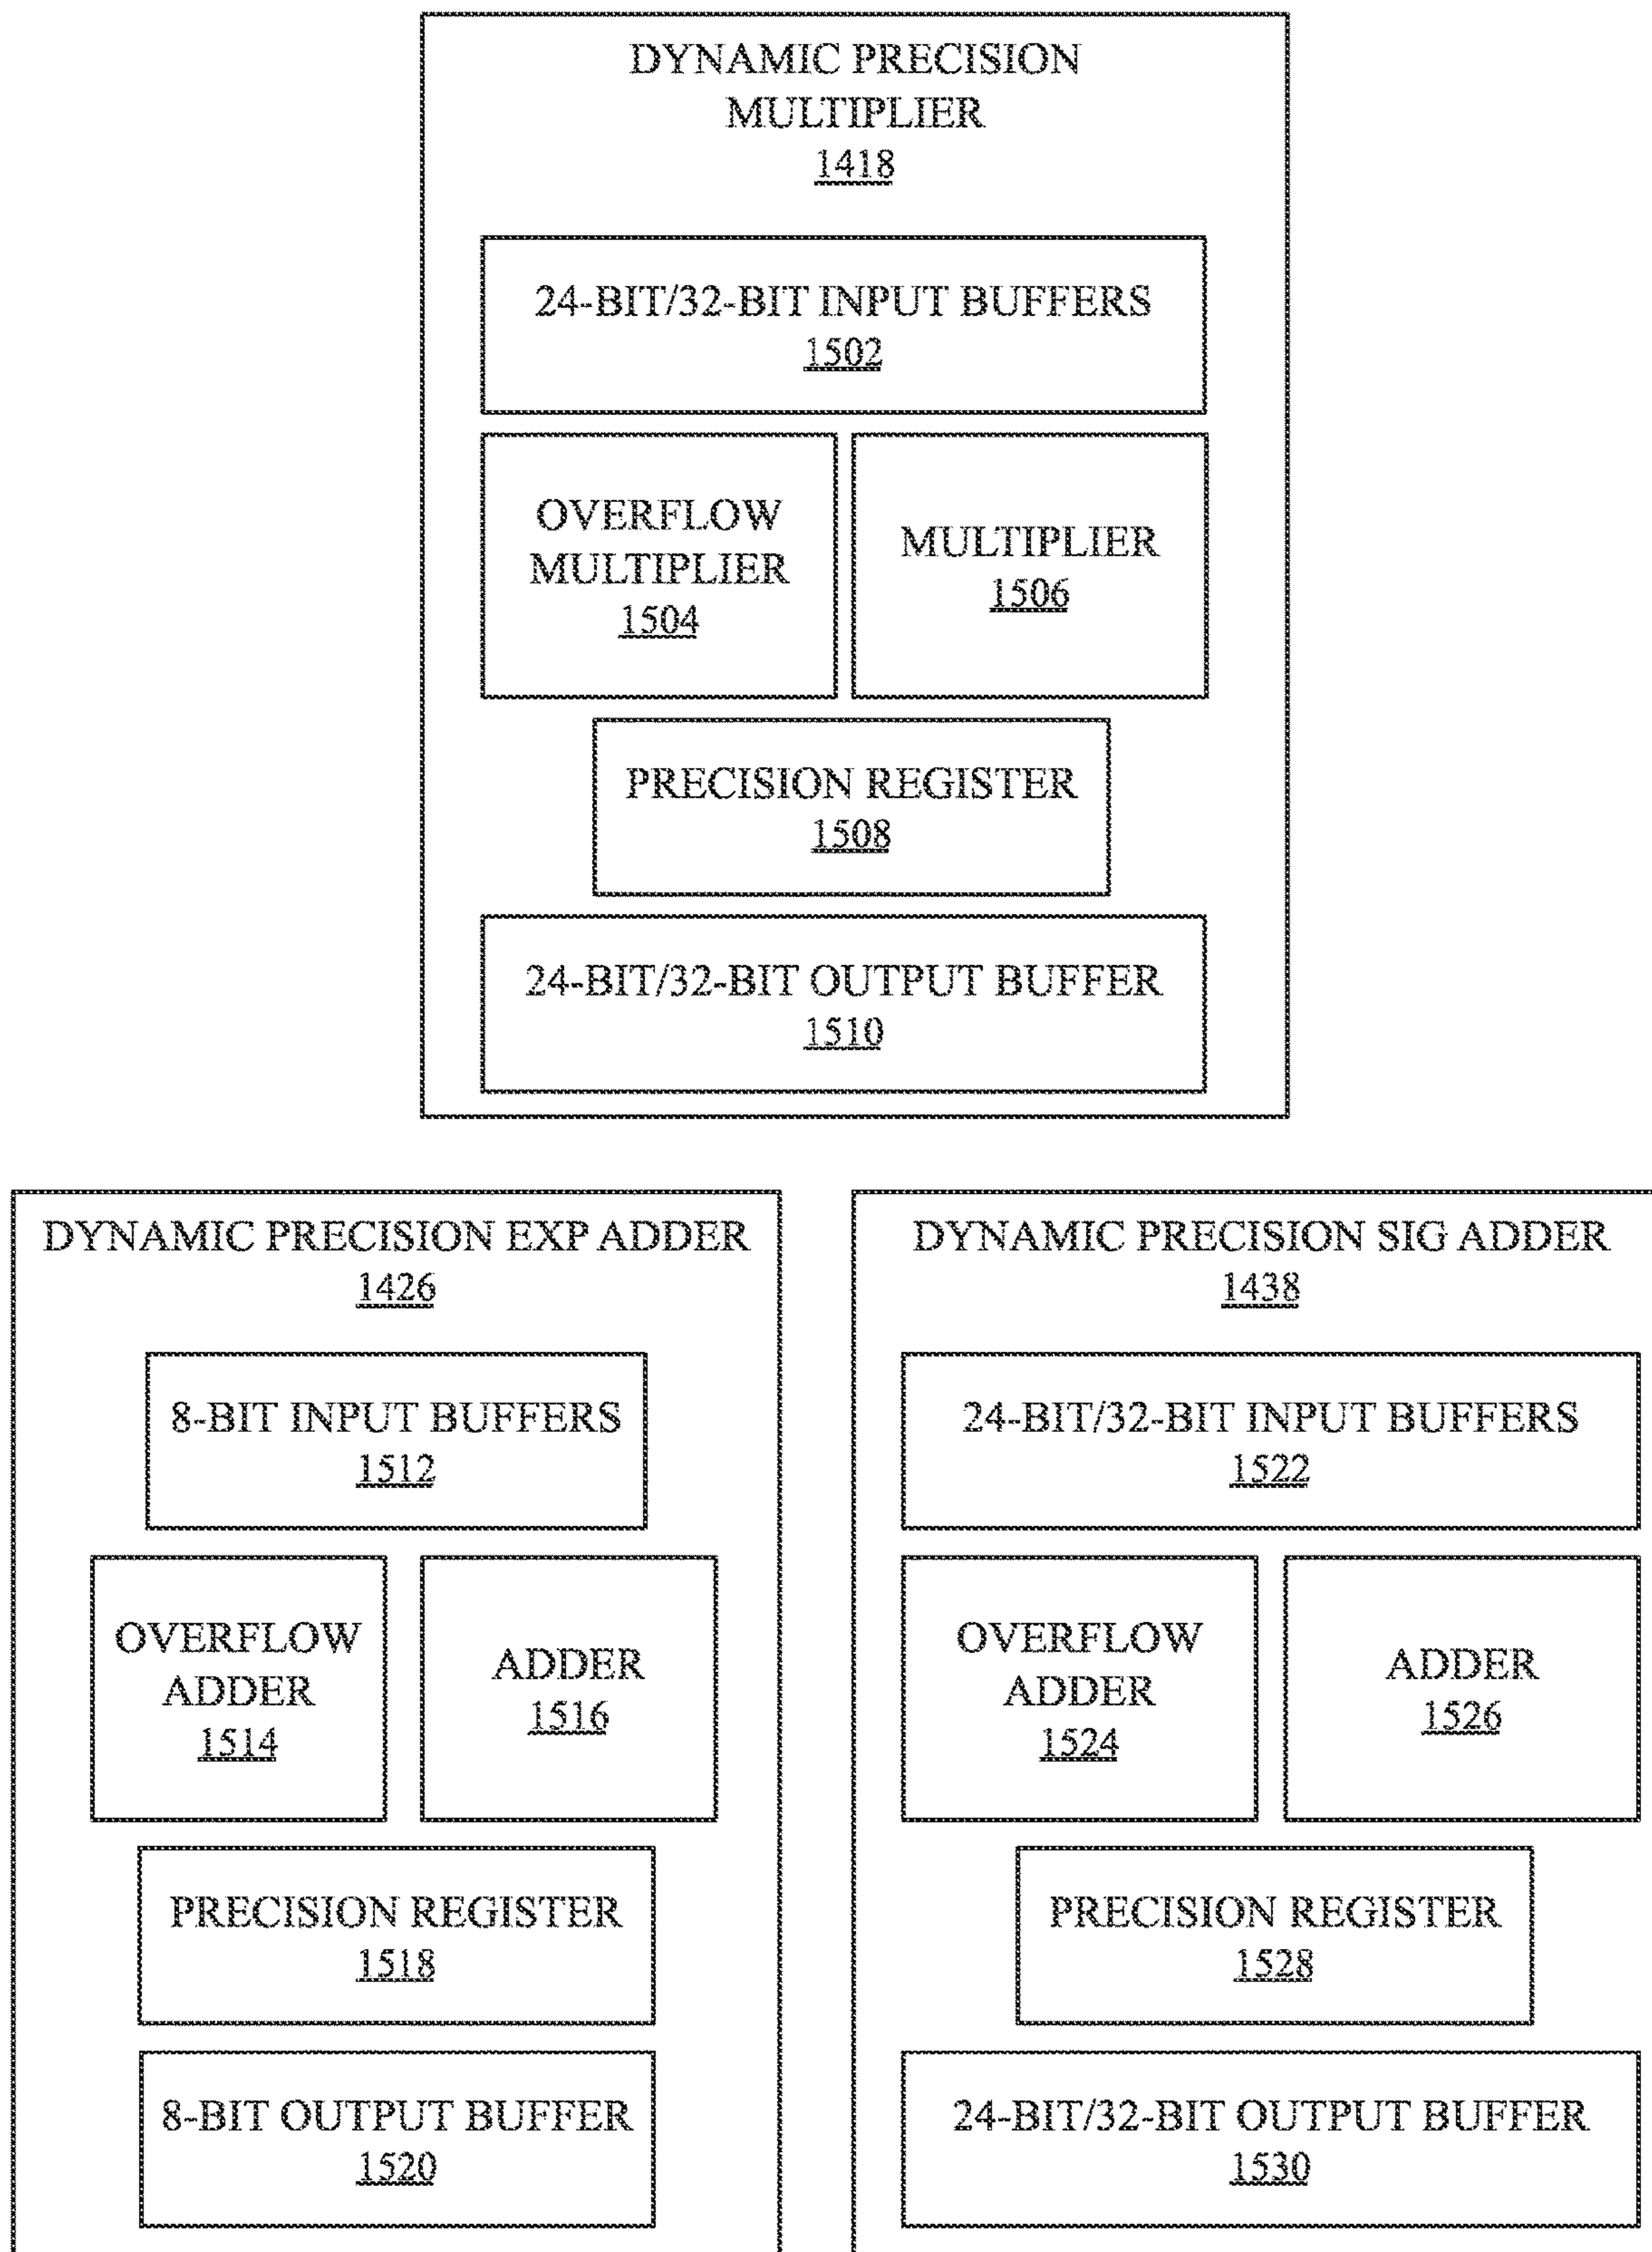 DYNAMIC PRECISION
MULTIPLIER
1418
24-BIT/32-BIT INPUT BUFFERS
1502
OVERFLOW
MULTIPLIER
1504
MULTIPLIER
1506
PRECISION REGISTER
1508
24-BIT/32-BIT OUTPUT BUFFER
1510
DYNAMIC PRECISION EXP ADDER
1426
8-BIT INPUT BUFFERS
1512
OVERFLOW
ADDER
1514
ADDER
1516
PRECISION REGISTER
1518
8-BIT OUTPUT BUFFER
1520
DYNAMIC PRECISION SIG ADDER
1438
24-BIT/32-BIT INPUT BUFFERS
1522
OVERFLOW
ADDER
1524
ADDER
1526
PRECISION REGISTER
1528
24-BIT/32-BIT OUTPUT BUFFER
1530